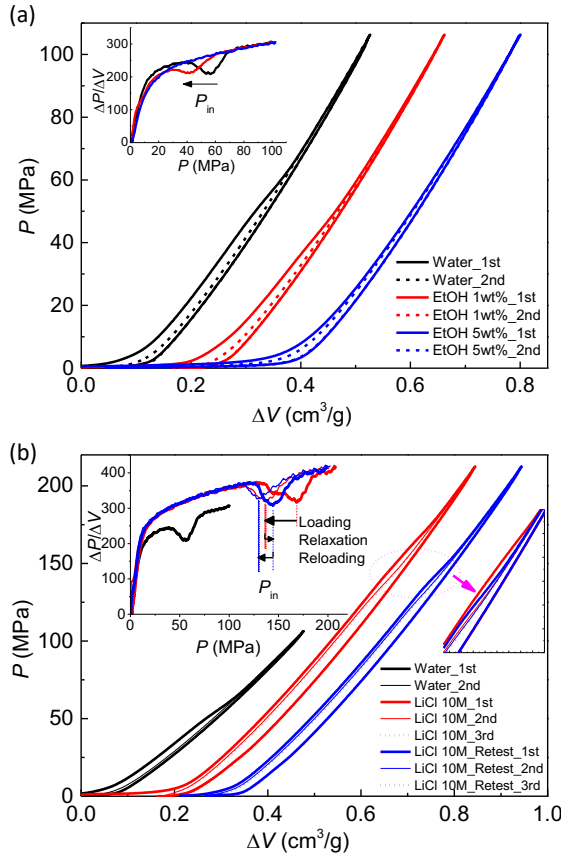 (a)
ΔP/ΔV
300
200
100
0
0 20 40 60 80 100
P (MPa)
P_in
P (MPa)
100
80
60
40
20
0
Water_1st
Water_2nd
EtOH 1wt%_1st
EtOH 1wt%_2nd
EtOH 5wt%_1st
EtOH 5wt%_2nd
0.0 0.2 0.4 0.6 0.8
ΔV (cm³/g)
(b)
ΔP/ΔV
400
300
200
100
0
0 50 100 150 200
P (MPa)
Loading
Relaxation
Reloading
P_in
P (MPa)
200
150
100
50
0
Water_1st
Water_2nd
LiCl 10M_1st
LiCl 10M_2nd
LiCl 10M_3rd
LiCl 10M_Retest_1st
LiCl 10M_Retest_2nd
LiCl 10M_Retest_3rd
0.0 0.2 0.4 0.6 0.8 1.0
ΔV (cm³/g)